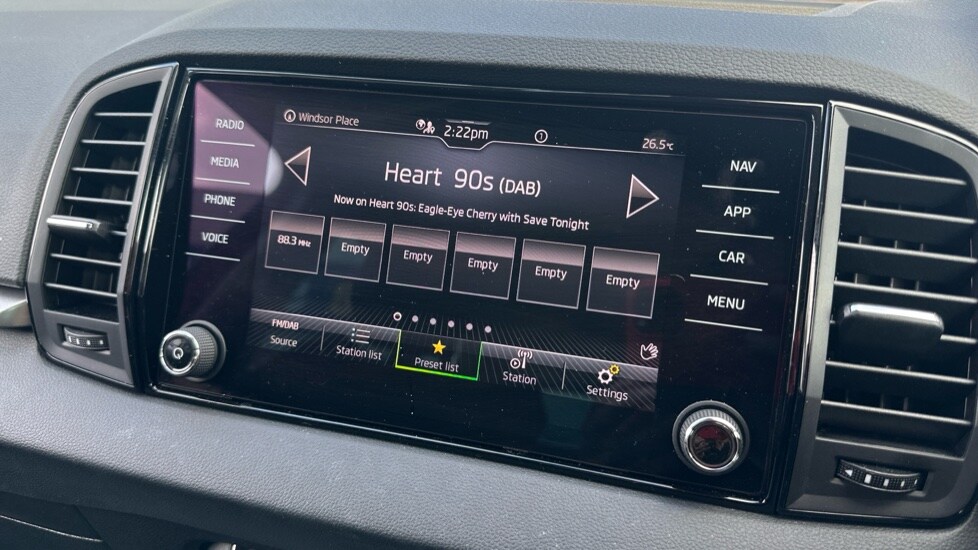 RADIO
MEDIA
PHONE
VOICE
Windsor Place
2:22pm
1
26.5°C
Heart 90s (DAB)
Now on Heart 90s: Eagle-Eye Cherry with Save Tonight
88.3 MHz
Empty
Empty
Empty
Empty
Empty
FM/DAB
Source
Station list
Preset list
Station
Settings
NAV
APP
CAR
MENU